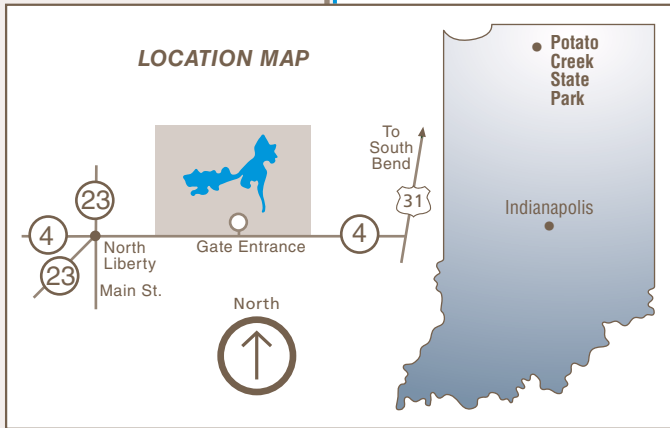 LOCATION MAP
To
South
Bend
31
23
4
North
Liberty
23
Main St.
Gate Entrance
4
North
Potato
Creek
State
Park
Indianapolis